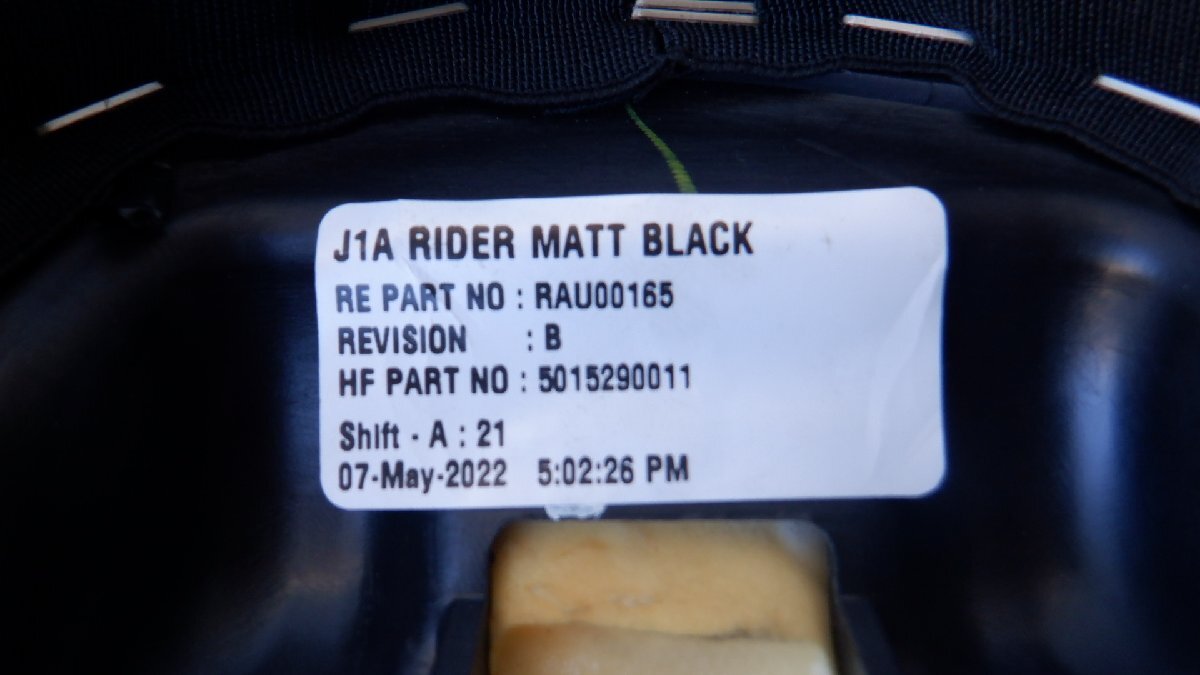 J1A RIDER MATT BLACK
RE PART NO : RAU00165
REVISION : B
HF PART NO : 5015290011
Shift - A : 21
07-May-2022 5:02:26 PM